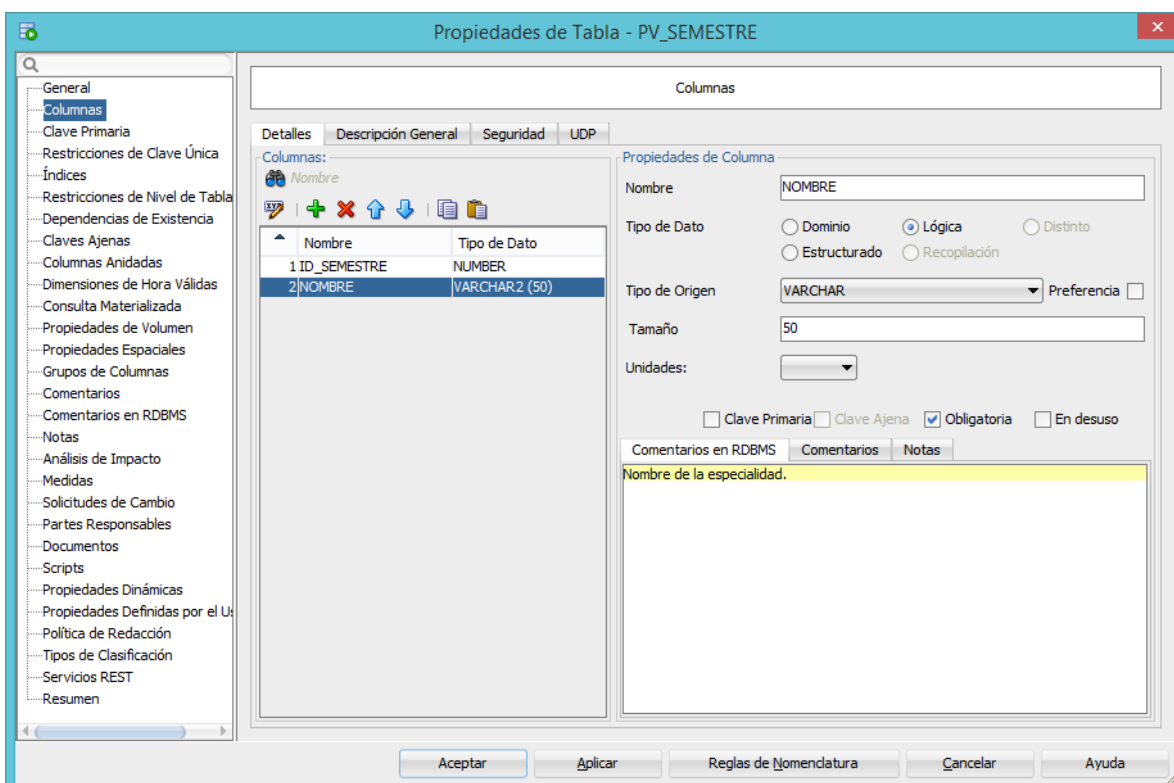 Propiedades de Tabla - PV_SEMESTRE
General
Columnas
Clave Primaria
Restricciones de Clave Única
Índices
Restricciones de Nivel de Tabla
Dependencias de Existencia
Claves Ajenas
Columnas Anidadas
Dimensiones de Hora Válidas
Consulta Materializada
Propiedades de Volumen
Propiedades Espaciales
Grupos de Columnas
Comentarios
Comentarios en RDBMS
Notas
Análisis de Impacto
Medidas
Solicitudes de Cambio
Partes Responsables
Documentos
Scripts
Propiedades Dinámicas
Propiedades Definidas por el Us
Política de Redacción
Tipos de Clasificación
Servicios REST
Resumen
Columnas
Detalles Descripción General Seguridad UDP
Columnas:
Nombre
Nombre Tipo de Dato
1 ID_SEMESTRE NUMBER
2 NOMBRE VARCHAR2 (50)
Propiedades de Columna
Nombre NOMBRE
Tipo de Dato Dominio Lógica Distinto
Estructurado Recopilación
Tipo de Origen VARCHAR Preferencia
Tamaño 50
Unidades:
Clave Primaria Clave Ajena Obligatoria En desuso
Comentarios en RDBMS Comentarios Notas
Nombre de la especialidad.
Aceptar Aplicar Reglas de Nomenclatura Cancelar Ayuda